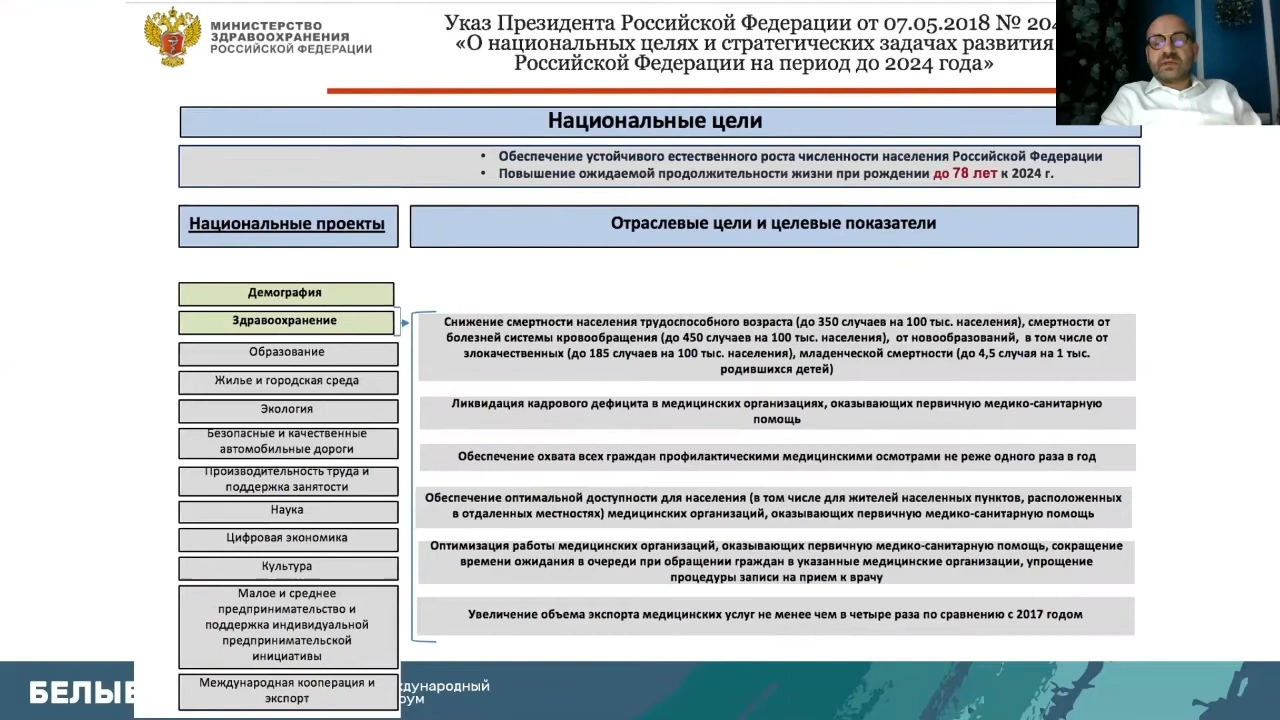 МИНИСТЕРСТВО
ЗДРАВООХРАНЕНИЯ
РОССИЙСКОЙ ФЕДЕРАЦИИ
Указ Президента Российской Федерации от 07.05.2018 № 204
«О национальных целях и стратегических задачах развития
Российской Федерации на период до 2024 года»
Национальные цели
• Обеспечение устойчивого естественного роста численности населения Российской Федерации
• Повышение ожидаемой продолжительности жизни при рождении до 78 лет к 2024 г.
Национальные проекты
Отраслевые цели и целевые показатели
Демография
Здравоохранение
Образование
Жилье и городская среда
Экология
Безопасные и качественные
автомобильные дороги
Производительность труда и
поддержка занятости
Наука
Цифровая экономика
Культура
Малое и среднее
предпринимательство и
поддержка индивидуальной
предпринимательской
инициативы
Международная кооперация и
экспорт
Снижение смертности населения трудоспособного возраста (до 350 случаев на 100 тыс. населения), смертности от
болезней системы кровообращения (до 450 случаев на 100 тыс. населения), от новообразований, в том числе от
злокачественных (до 185 случаев на 100 тыс. населения), младенческой смертности (до 4,5 случая на 1 тыс.
родившихся детей)
Ликвидация кадрового дефицита в медицинских организациях, оказывающих первичную медико-санитарную
помощь
Обеспечение охвата всех граждан профилактическими медицинскими осмотрами не реже одного раза в год
Обеспечение оптимальной доступности для населения (в том числе для жителей населенных пунктов, расположенных
в отдаленных местностях) медицинских организаций, оказывающих первичную медико-санитарную помощь
Оптимизация работы медицинских организаций, оказывающих первичную медико-санитарную помощь, сокращение
времени ожидания в очереди при обращении граждан в указанные медицинские организации, упрощение
процедуры записи на прием к врачу
Увеличение объема экспорта медицинских услуг не менее чем в четыре раза по сравнению с 2017 годом
БЕЛЫЕ
ждународный
рум